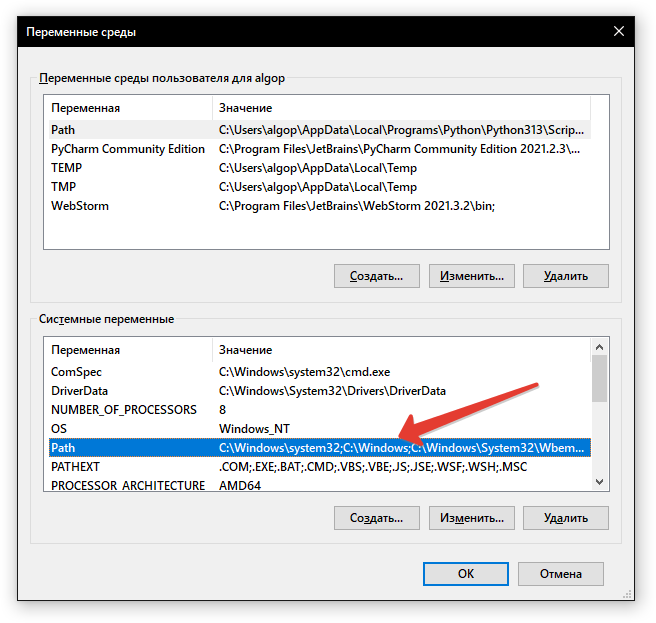 Переменные среды
Переменные среды пользователя для algop
Переменная Значение
Path C:\Users\algop\AppData\Local\Programs\Python\Python313\Scrip...
PyCharm Community Edition C:\Program Files\JetBrains\PyCharm Community Edition 2021.2.3\...
TEMP C:\Users\algop\AppData\Local\Temp
TMP C:\Users\algop\AppData\Local\Temp
WebStorm C:\Program Files\JetBrains\WebStorm 2021.3.2\bin;
Создать... Изменить... Удалить
Системные переменные
Переменная Значение
ComSpec C:\Windows\system32\cmd.exe
DriverData C:\Windows\System32\Drivers\DriverData
NUMBER_OF_PROCESSORS 8
OS Windows_NT
Path C:\Windows\system32;C:\Windows;C:\Windows\System32\Wbem...
PATHEXT .COM;.EXE;.BAT;.CMD;.VBS;.VBE;.JS;.JSE;.WSF;.WSH;.MSC
PROCESSOR_ARCHITECTURE AMD64
Создать... Изменить... Удалить
ОК Отмена